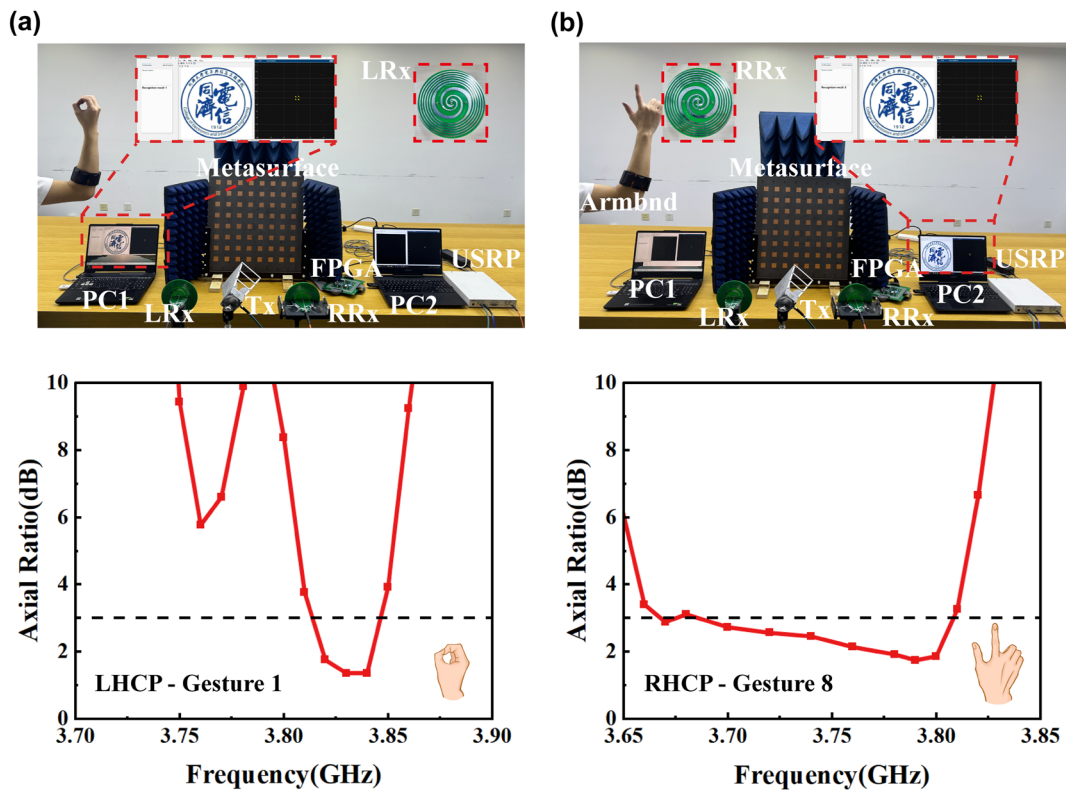 (a)
LRx
同濟
電信
1912
Metasurface
USRP
FPGA
PC1
PC2
Tx
LRx
RRx
(b)
RRx
同濟
電信
1912
Metasurface
Armbnd
USRP
FPGA
PC1
PC2
Tx
LRx
RRx
Axial Ratio(dB)
10
8
6
4
2
0
LHCP - Gesture 1
3.70
3.75
3.80
3.85
3.90
Frequency(GHz)
Axial Ratio(dB)
10
8
6
4
2
0
RHCP - Gesture 8
3.65
3.70
3.75
3.80
3.85
Frequency(GHz)